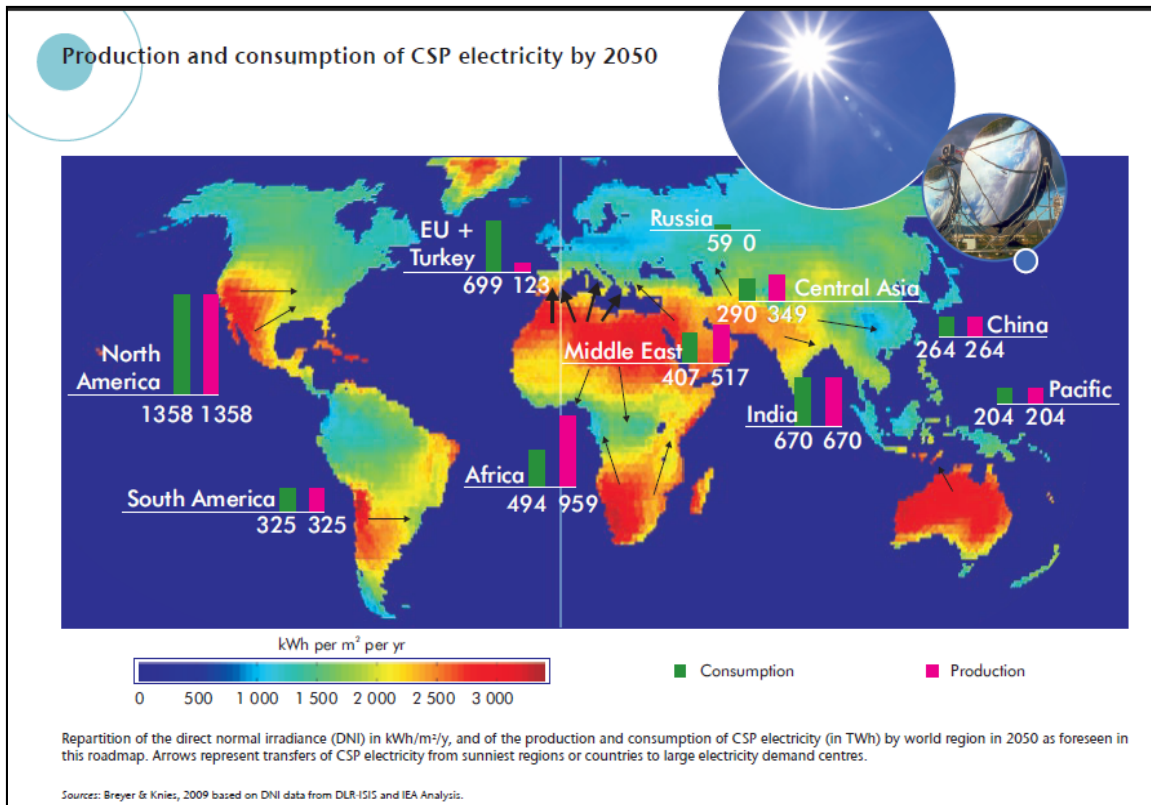 Production and consumption of CSP electricity by 2050
Russia
59 0
EU +
Turkey
699 123
Central Asia
290 349
China
264 264
North
America
1358 1358
Middle East
407 517
Pacific
204 204
India
670 670
Africa
494 959
South America
325 325
kWh per m² per yr
0 500 1 000 1 500 2 000 2 500 3 000
Consumption
Production
Repartition of the direct normal irradiance (DNI) in kWh/m²/y, and of the production and consumption of CSP electricity (in TWh) by world region in 2050 as foreseen in
this roadmap. Arrows represent transfers of CSP electricity from sunniest regions or countries to large electricity demand centres.
Sources: Breyer & Knies, 2009 based on DNI data from DLR-ISIS and IEA Analysis.